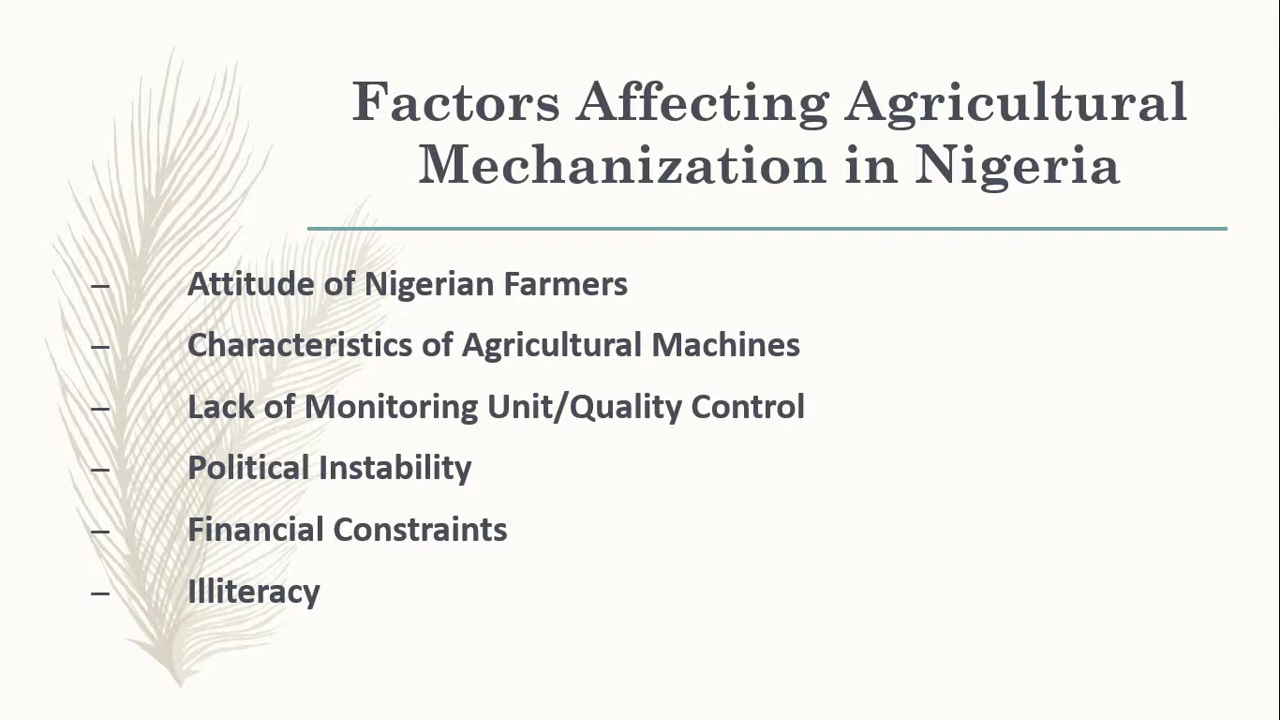 Factors Affecting Agricultural
Mechanization in Nigeria
– Attitude of Nigerian Farmers
– Characteristics of Agricultural Machines
– Lack of Monitoring Unit/Quality Control
– Political Instability
– Financial Constraints
– Illiteracy